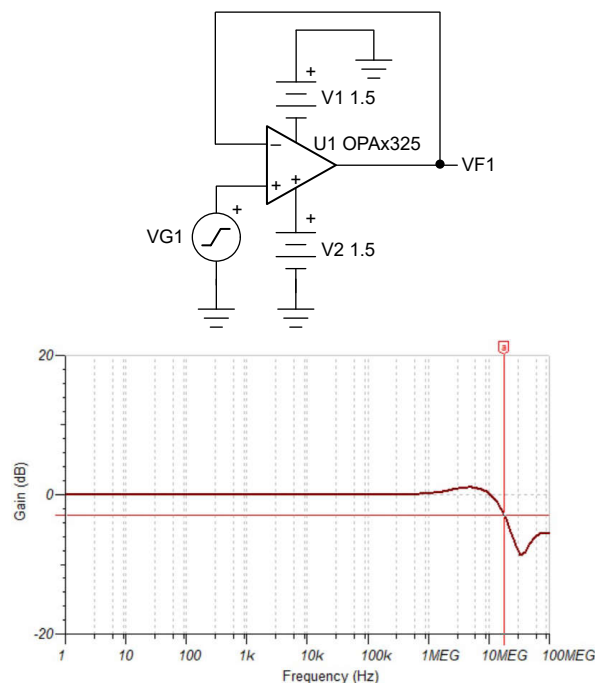 +
V1 1.5
U1 OPAx325
−
+
+
VF1
+
VG1
+
V2 1.5
a
20
0
-20
Gain (dB)
1 10 100 1k 10k 100k 1MEG 10MEG 100MEG
Frequency (Hz)